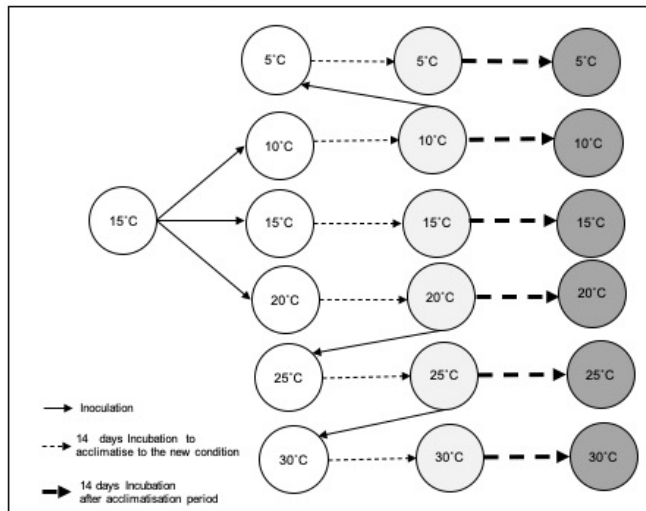 5˚C 5˚C 5˚C
10˚C 10˚C 10˚C
15˚C 15˚C 15˚C 15˚C
20˚C 20˚C 20˚C
25˚C 25˚C 25˚C
30˚C 30˚C 30˚C
Inoculation
14 days Incubation to
acclimatise to the new condition
14 days Incubation
after acclimatisation period